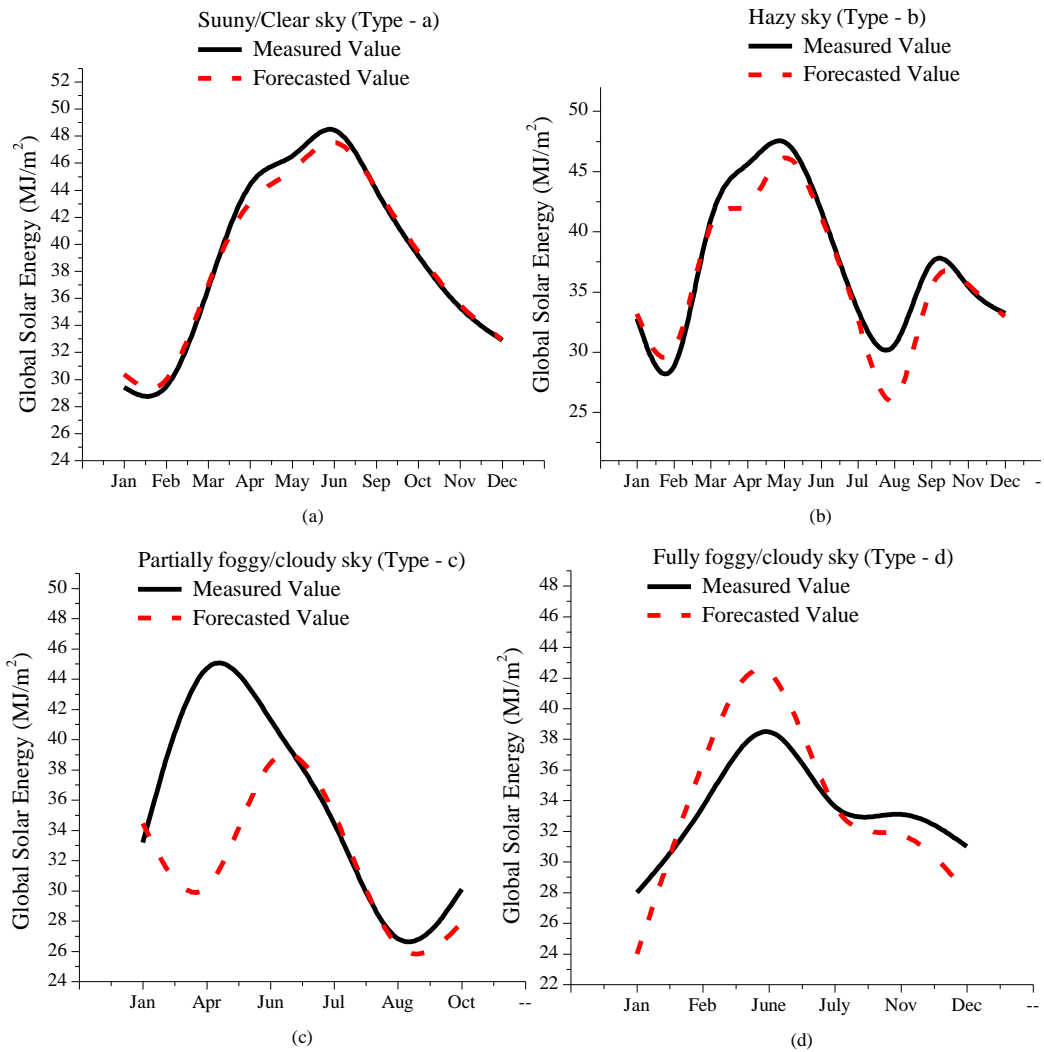 Suuny/Clear sky (Type - a)
Measured Value
Forecasted Value
Global Solar Energy (MJ/m²)
52
50
48
46
44
42
40
38
36
34
32
30
28
26
24
Jan Feb Mar Apr May Jun Sep Oct Nov Dec
(a)
Hazy sky (Type - b)
Measured Value
Forecasted Value
Global Solar Energy (MJ/m²)
50
45
40
35
30
25
Jan Feb Mar Apr May Jun Jul Aug Sep Nov Dec --
(b)
Partially foggy/cloudy sky (Type - c)
Measured Value
Forecasted Value
Global Solar Energy (MJ/m²)
50
48
46
44
42
40
38
36
34
32
30
28
26
24
Jan Apr Jun Jul Aug Oct --
(c)
Fully foggy/cloudy sky (Type - d)
Measured Value
Forecasted Value
Global Solar Energy (MJ/m²)
48
46
44
42
40
38
36
34
32
30
28
26
24
22
Jan Feb June July Nov Dec --
(d)